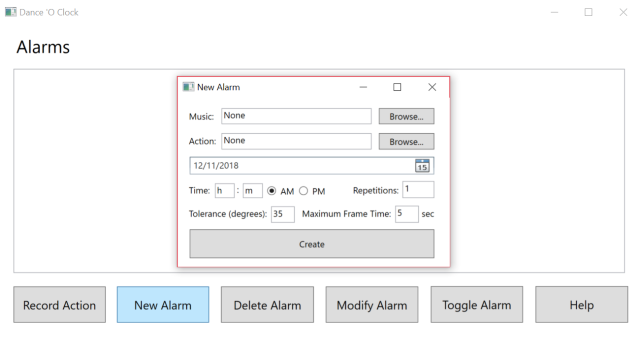 Dance 'O Clock
Alarms
New Alarm
Music: None Browse...
Action: None Browse...
12/11/2018 15
Time: h : m AM PM Repetitions: 1
Tolerance (degrees): 35 Maximum Frame Time: 5 sec
Create
Record Action New Alarm Delete Alarm Modify Alarm Toggle Alarm Help